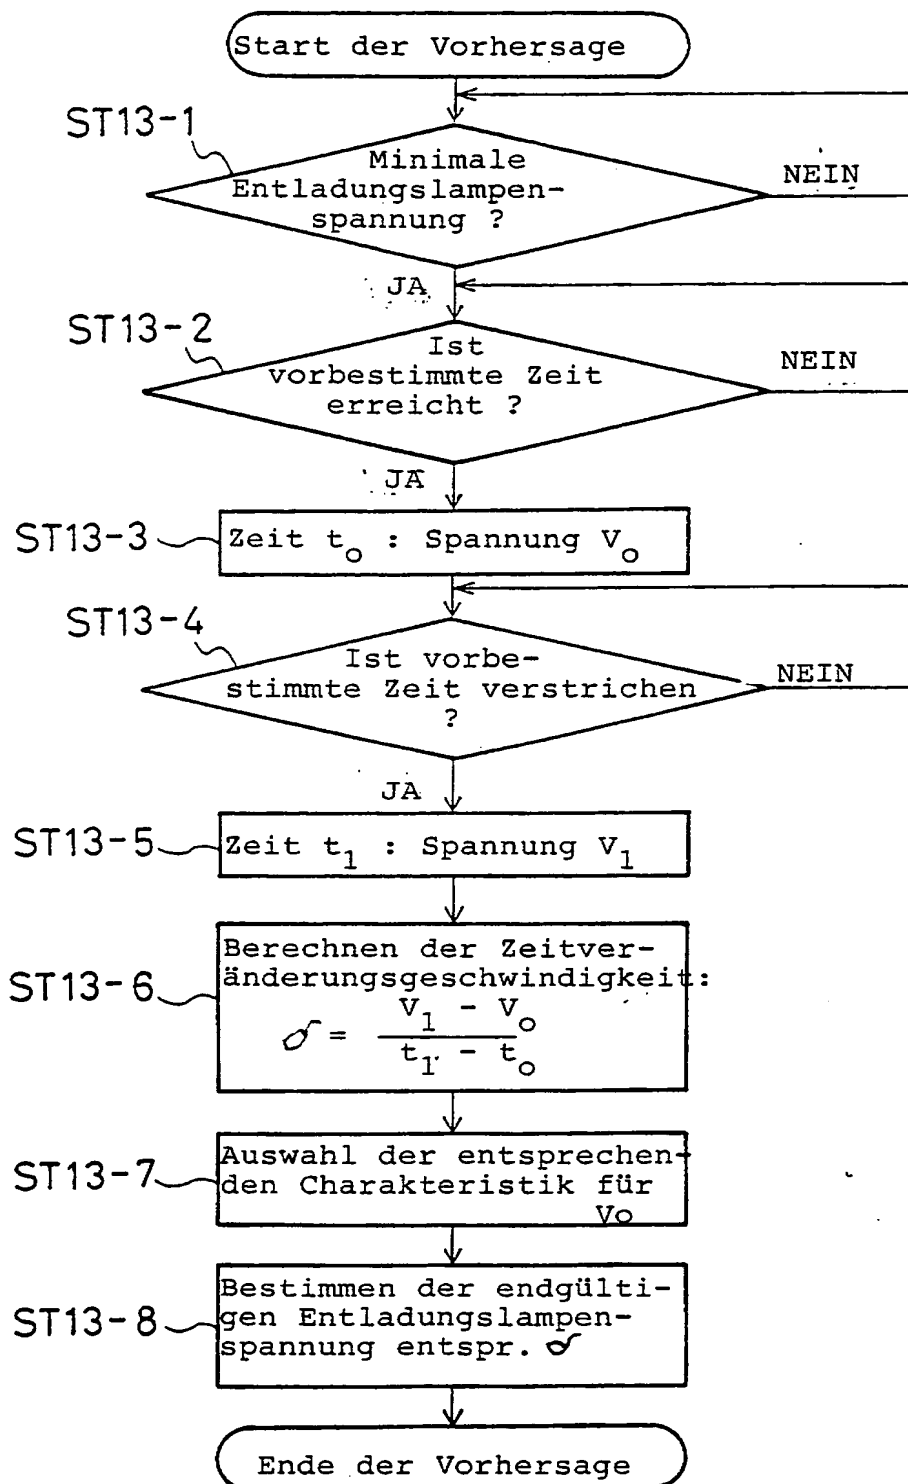 Start der Vorhersage
ST13-1
Minimale
Entladungslampen-
spannung ?
NEIN
JA
ST13-2
Ist
vorbestimmte Zeit
erreicht ?
NEIN
JA
ST13-3
Zeit t₀ : Spannung V₀
ST13-4
Ist vorbe-
stimmte Zeit verstrichen
?
NEIN
JA
ST13-5
Zeit t₁ : Spannung V₁
ST13-6
Berechnen der Zeitver-
änderungsgeschwindigkeit:
V₁ - V₀
σ =
t₁ - t₀
ST13-7
Auswahl der entsprechen-
den Charakteristik für
Vo
ST13-8
Bestimmen der endgülti-
gen Entladungslampen-
spannung entspr. σ
Ende der Vorhersage